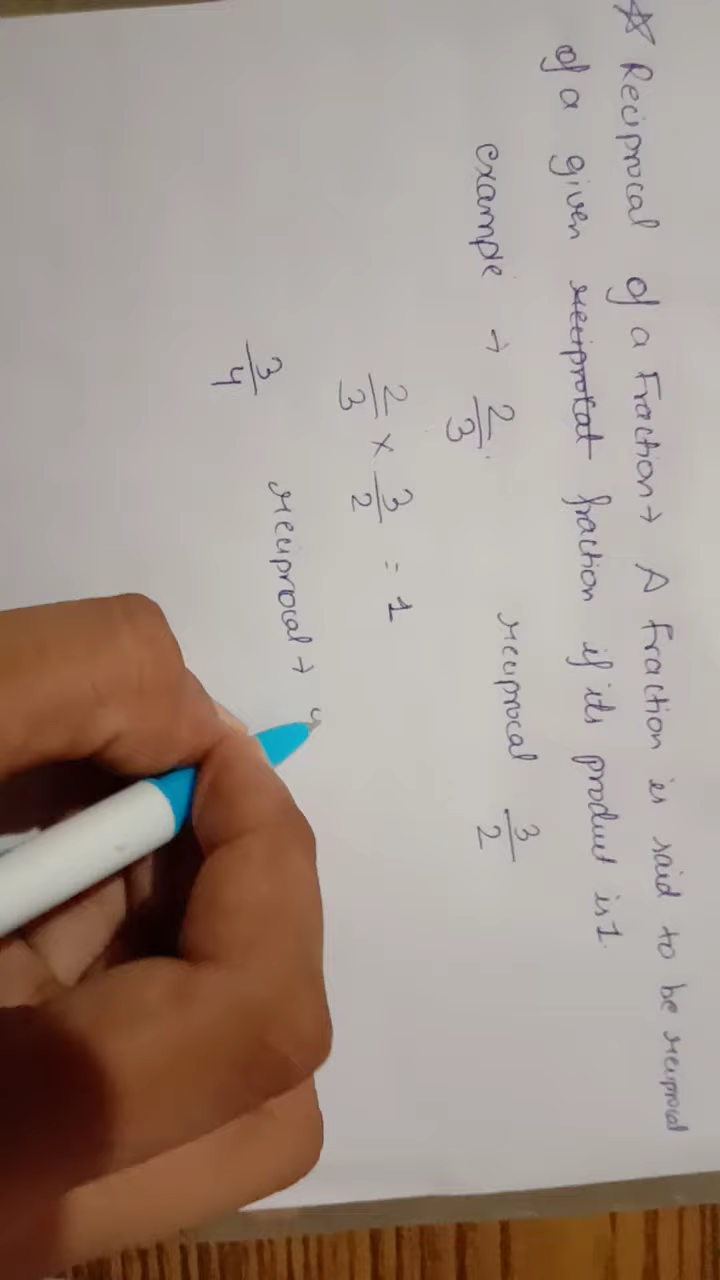 ☆ Reciprocal of a Fraction → A fraction is said to be reciprocal
of a given reciprocal fraction if its product is 1.
example → 2/3 reciprocal 3/2
2/3 × 3/2 = 1
3/4 reciprocal →